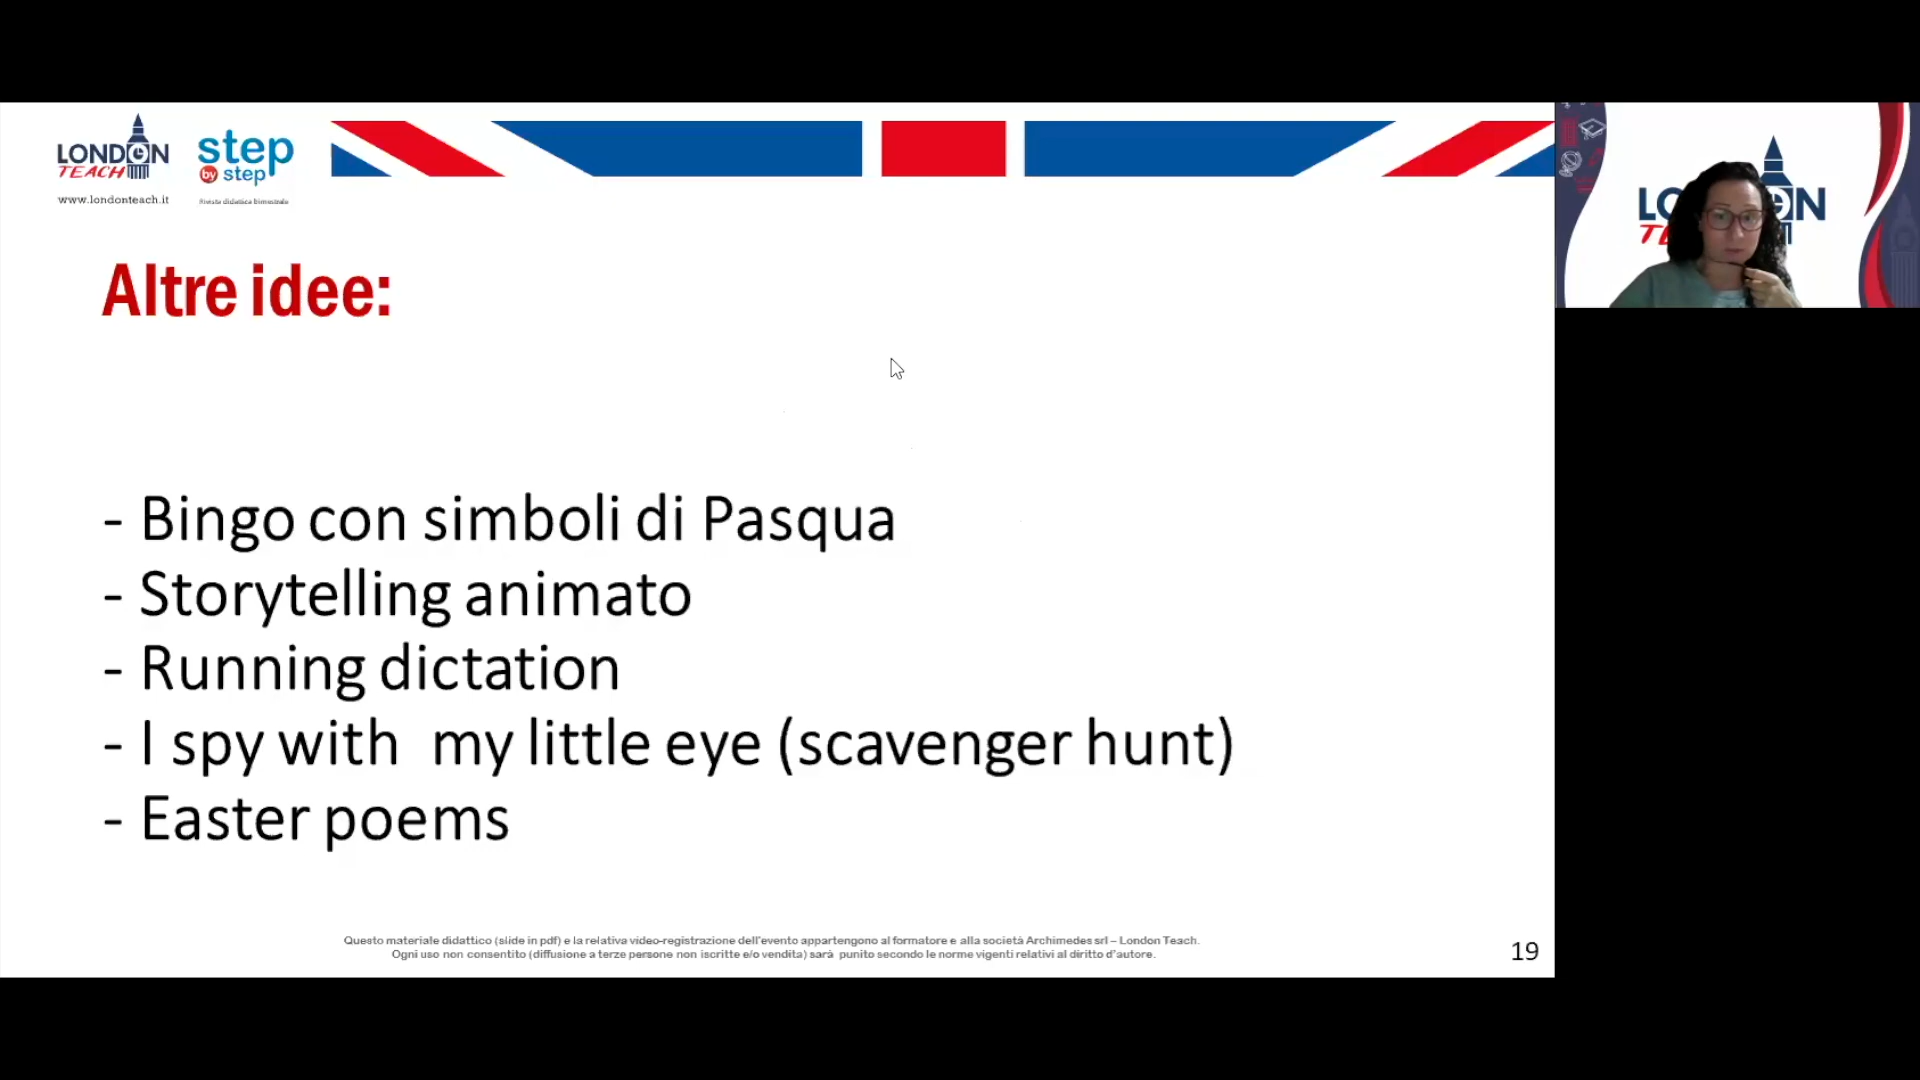 LONDON
TEACH
www.londonteach.it
step
by step
Rivista didattica bimestrale
Altre idee:
- Bingo con simboli di Pasqua
- Storytelling animato
- Running dictation
- I spy with  my little eye (scavenger hunt)
- Easter poems
Questo materiale didattico (slide in pdf) e la relativa video-registrazione dell'evento appartengono al formatore e alla società Archimedes srl – London Teach.
Ogni uso non consentito (diffusione a terze persone non iscritte e/o vendita) sarà  punito secondo le norme vigenti relativi al diritto d'autore.
19